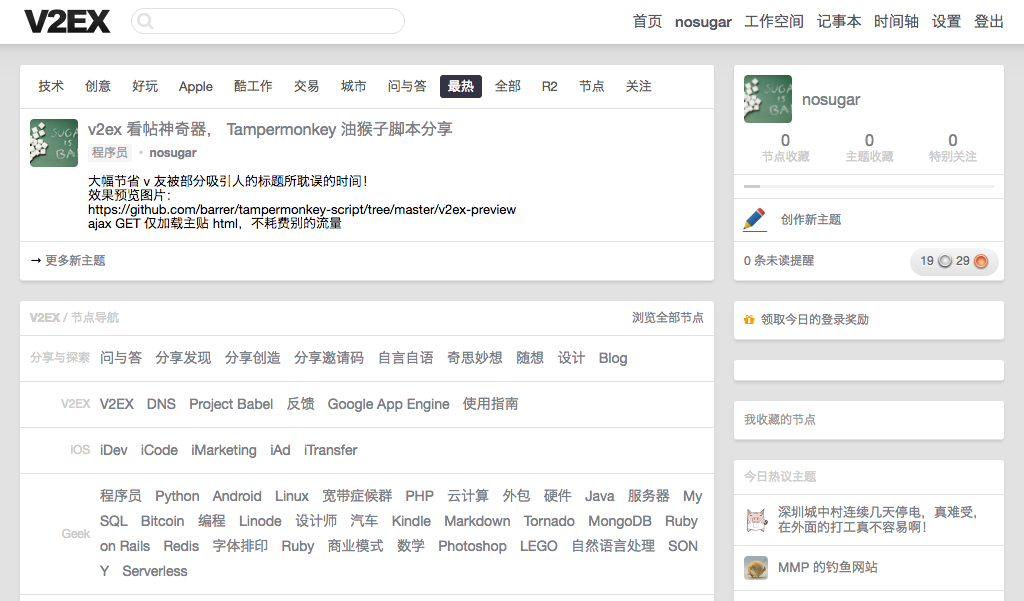 V2EX
首页 nosugar 工作空间 记事本 时间轴 设置 登出
技术 创意 好玩 Apple 酷工作 交易 城市 问与答 最热 全部 R2 节点 关注
v2ex 看帖神奇器， Tampermonkey 油猴子脚本分享
程序员 • nosugar
大幅节省 v 友被部分吸引人的标题所耽误的时间！
效果预览图片：
https://github.com/barrer/tampermonkey-script/tree/master/v2ex-preview
ajax GET 仅加载主贴 html，不耗费别的流量
→ 更多新主题
V2EX / 节点导航 浏览全部节点
分享与探索 问与答 分享发现 分享创造 分享邀请码 自言自语 奇思妙想 随想 设计 Blog
V2EX V2EX DNS Project Babel 反馈 Google App Engine 使用指南
iOS iDev iCode iMarketing iAd iTransfer
程序员 Python Android Linux 宽带症候群 PHP 云计算 外包 硬件 Java 服务器 My
SQL Bitcoin 编程 Linode 设计师 汽车 Kindle Markdown Tornado MongoDB Ruby
Geek
on Rails Redis 字体排印 Ruby 商业模式 数学 Photoshop LEGO 自然语言处理 SON
Y Serverless
nosugar
0 0 0
节点收藏 主题收藏 特别关注
创作新主题
0 条未读提醒 19 29
领取今日的登录奖励
我收藏的节点
今日热议主题
深圳城中村连续几天停电，真难受，
在外面的打工真不容易啊！
MMP 的钓鱼网站